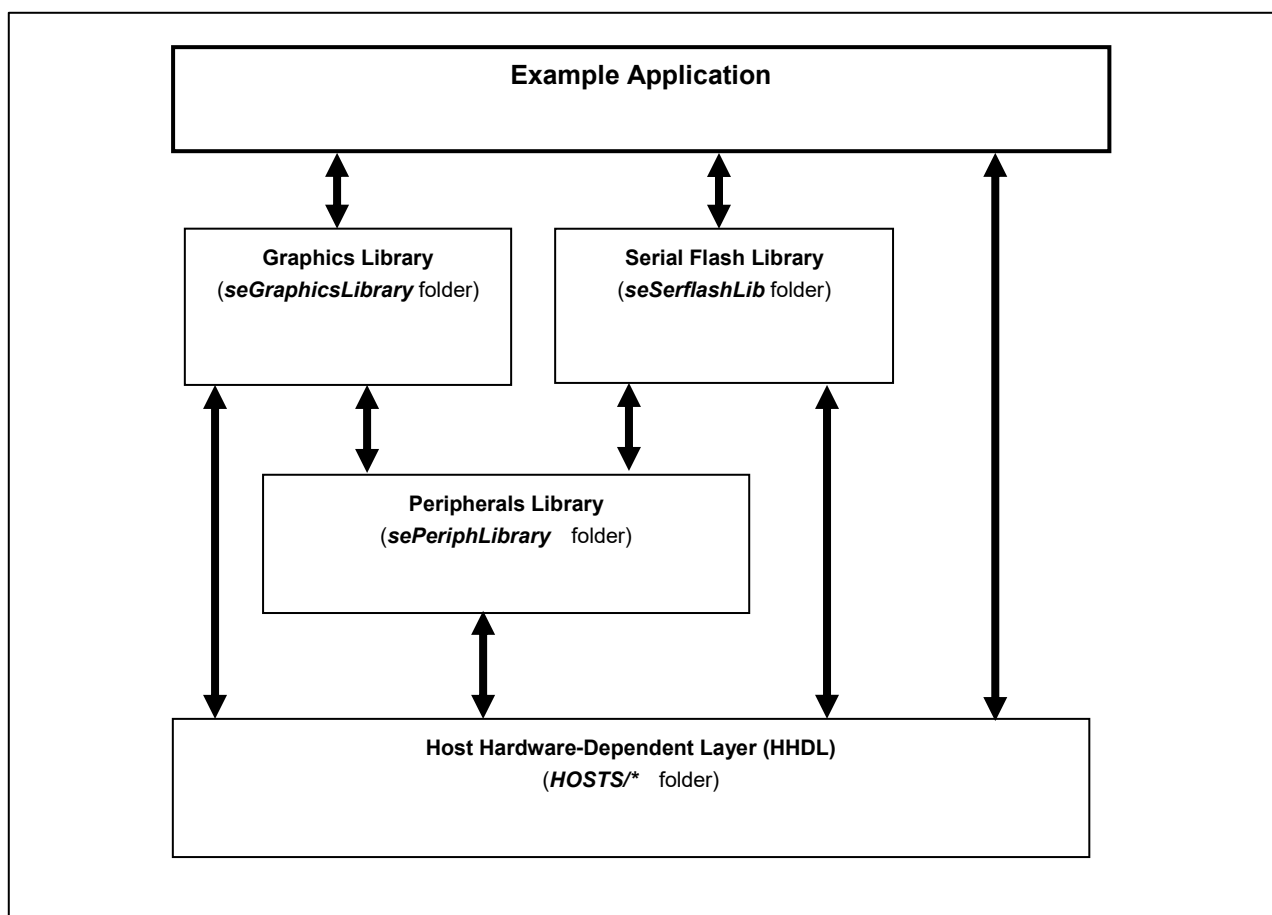 Example Application
Graphics Library
(seGraphicsLibrary folder)
Serial Flash Library
(seSerflashLib folder)
Peripherals Library
(sePeriphLibrary folder)
Host Hardware-Dependent Layer (HHDL)
(HOSTS/* folder)